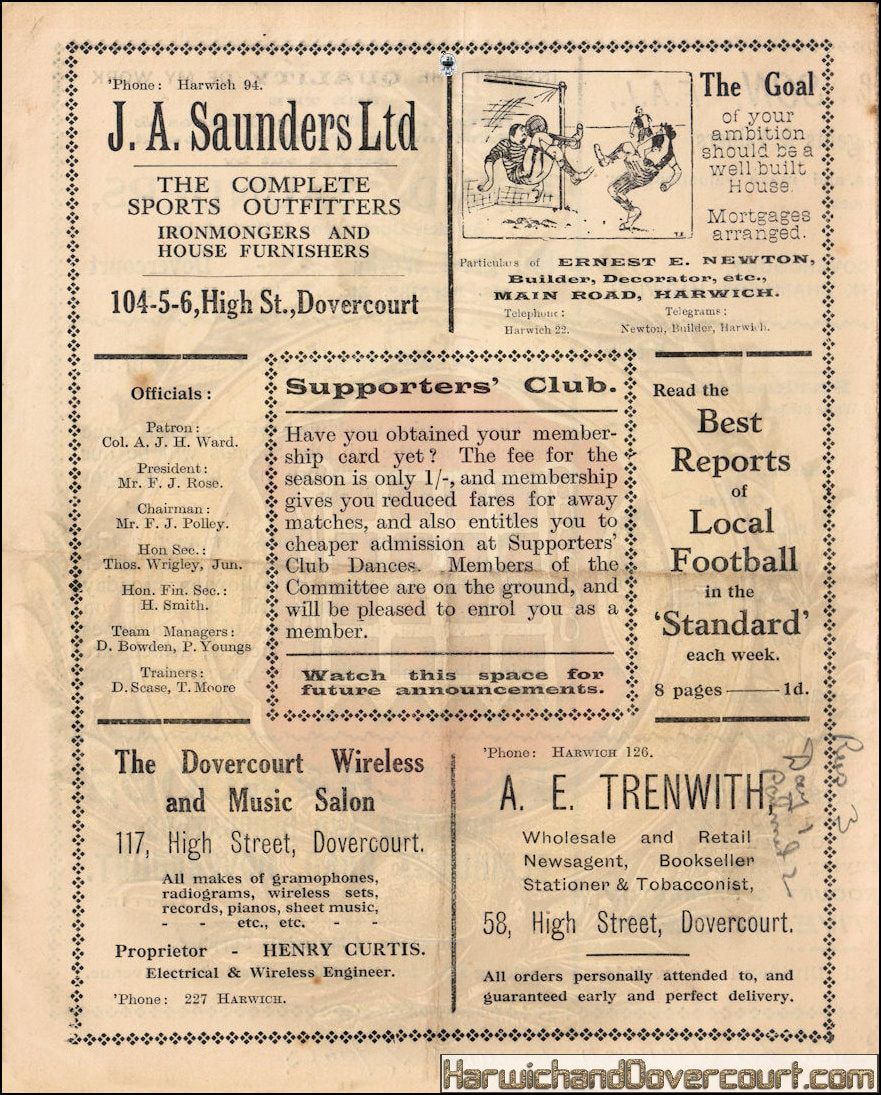 'Phone: Harwich 94.
J. A. Saunders Ltd
THE COMPLETE
SPORTS OUTFITTERS
IRONMONGERS AND
HOUSE FURNISHERS
104-5-6, High St., Dovercourt
The Goal
of your
ambition
should be a
well built
House.
Mortgages
arranged.
Particulars of ERNEST E. NEWTON,
Builder, Decorator, etc.,
MAIN ROAD, HARWICH.
Telephone: Telegrams:
Harwich 22. Newton, Builder, Harwich.
Officials:
Patron:
Col. A. J. H. Ward.
President:
Mr. F. J. Rose.
Chairman:
Mr. F. J. Polley.
Hon Sec.:
Thos. Wrigley, Jun.
Hon. Fin. Sec.:
H. Smith.
Team Managers:
D. Bowden, P. Youngs
Trainers:
D. Scase, T. Moore
Supporters' Club.
Have you obtained your member-
ship card yet? The fee for the
season is only 1/-, and membership
gives you reduced fares for away
matches, and also entitles you to
cheaper admission at Supporters'
Club Dances. Members of the
Committee are on the ground, and
will be pleased to enrol you as a
member.
Watch this space for
future announcements.
Read the
Best
Reports
of
Local
Football
in the
'Standard'
each week.
8 pages — 1d.
The Dovercourt Wireless
and Music Salon
117, High Street, Dovercourt.
All makes of gramophones,
radiograms, wireless sets,
records, pianos, sheet music,
- - etc., etc. - -
Proprietor - HENRY CURTIS.
Electrical & Wireless Engineer.
'Phone: 227 HARWICH.
'Phone: HARWICH 126.
A. E. TRENWITH,
Wholesale and Retail
Newsagent, Bookseller
Stationer & Tobacconist,
58, High Street, Dovercourt.
All orders personally attended to, and
guaranteed early and perfect delivery.
HarwichandDovercourt.com